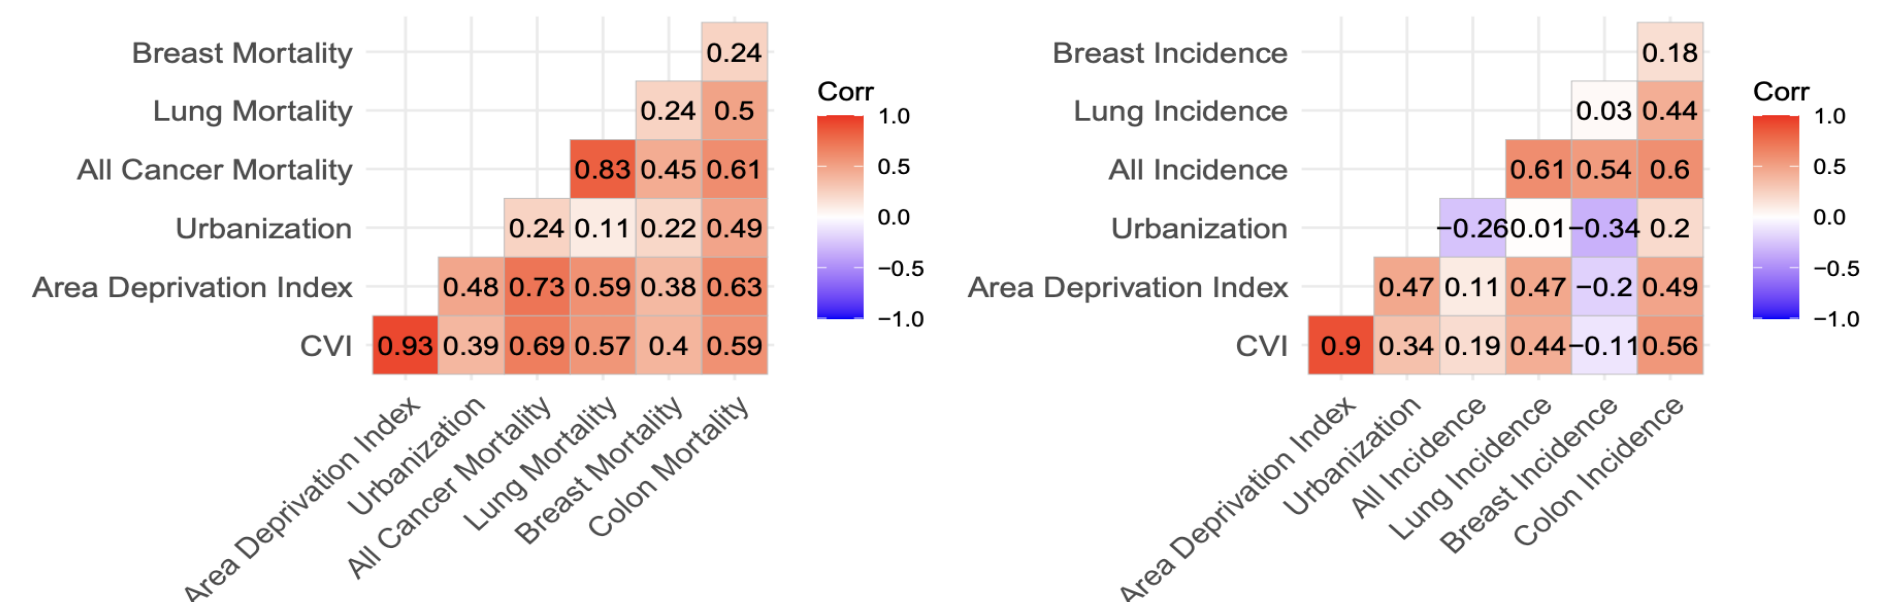 Breast Mortality 0.24
Lung Mortality 0.24 0.5
All Cancer Mortality 0.83 0.45 0.61
Urbanization 0.24 0.11 0.22 0.49
Area Deprivation Index 0.48 0.73 0.59 0.38 0.63
CVI 0.93 0.39 0.69 0.57 0.4 0.59
Area Deprivation Index
Urbanization
All Cancer Mortality
Lung Mortality
Breast Mortality
Colon Mortality
Corr
1.0
0.5
0.0
−0.5
−1.0
Breast Incidence 0.18
Lung Incidence 0.03 0.44
All Incidence 0.61 0.54 0.6
Urbanization −0.26 0.01 −0.34 0.2
Area Deprivation Index 0.47 0.11 0.47 −0.2 0.49
CVI 0.9 0.34 0.19 0.44 −0.11 0.56
Area Deprivation Index
Urbanization
All Incidence
Lung Incidence
Breast Incidence
Colon Incidence
Corr
1.0
0.5
0.0
−0.5
−1.0